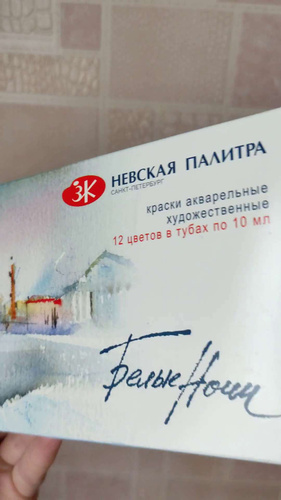 ЗК
НЕВСКАЯ ПАЛИТРА
САНКТ-ПЕТЕРБУРГ
краски акварельные
художественные
12 цветов в тубах по 10 мл
Белые Ночи